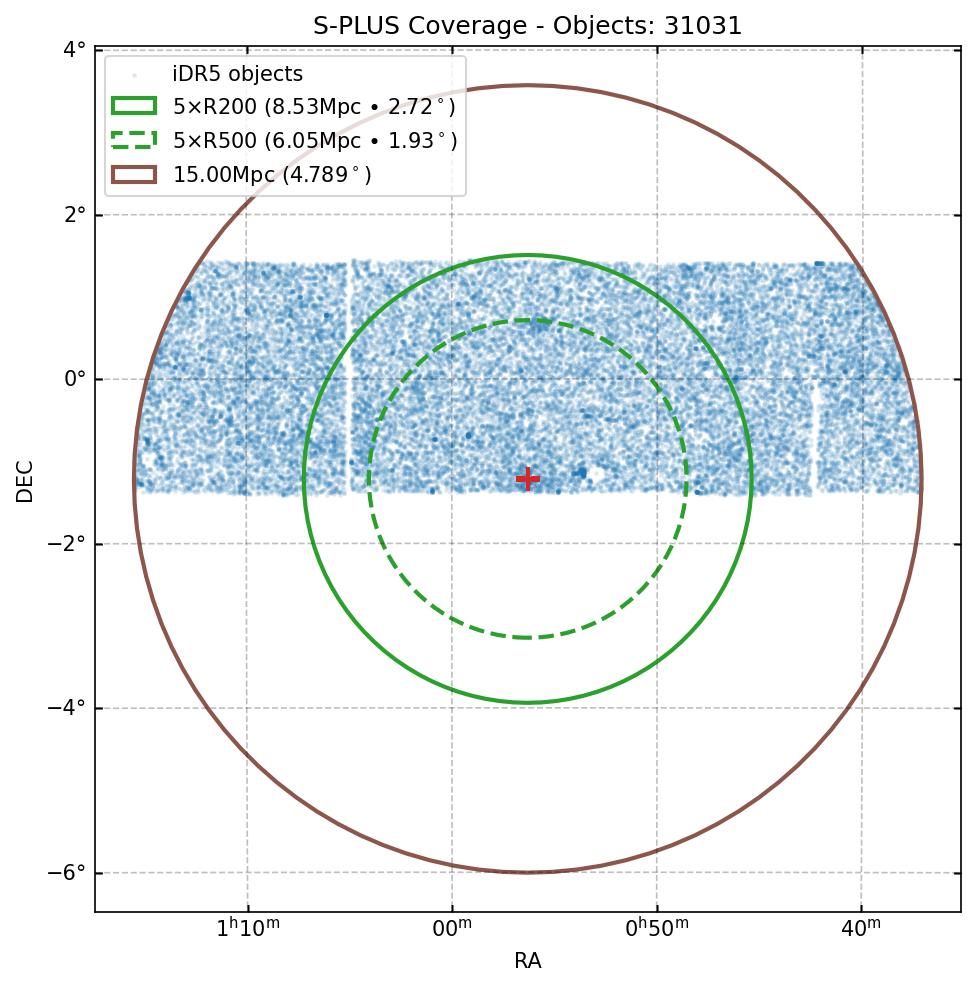 S-PLUS Coverage - Objects: 31031
iDR5 objects
5×R200 (8.53Mpc • 2.72°)
5×R500 (6.05Mpc • 1.93°)
15.00Mpc (4.789°)
4°
2°
0°
−2°
−4°
−6°
DEC
1ʰ10ᵐ
00ᵐ
0ʰ50ᵐ
40ᵐ
RA